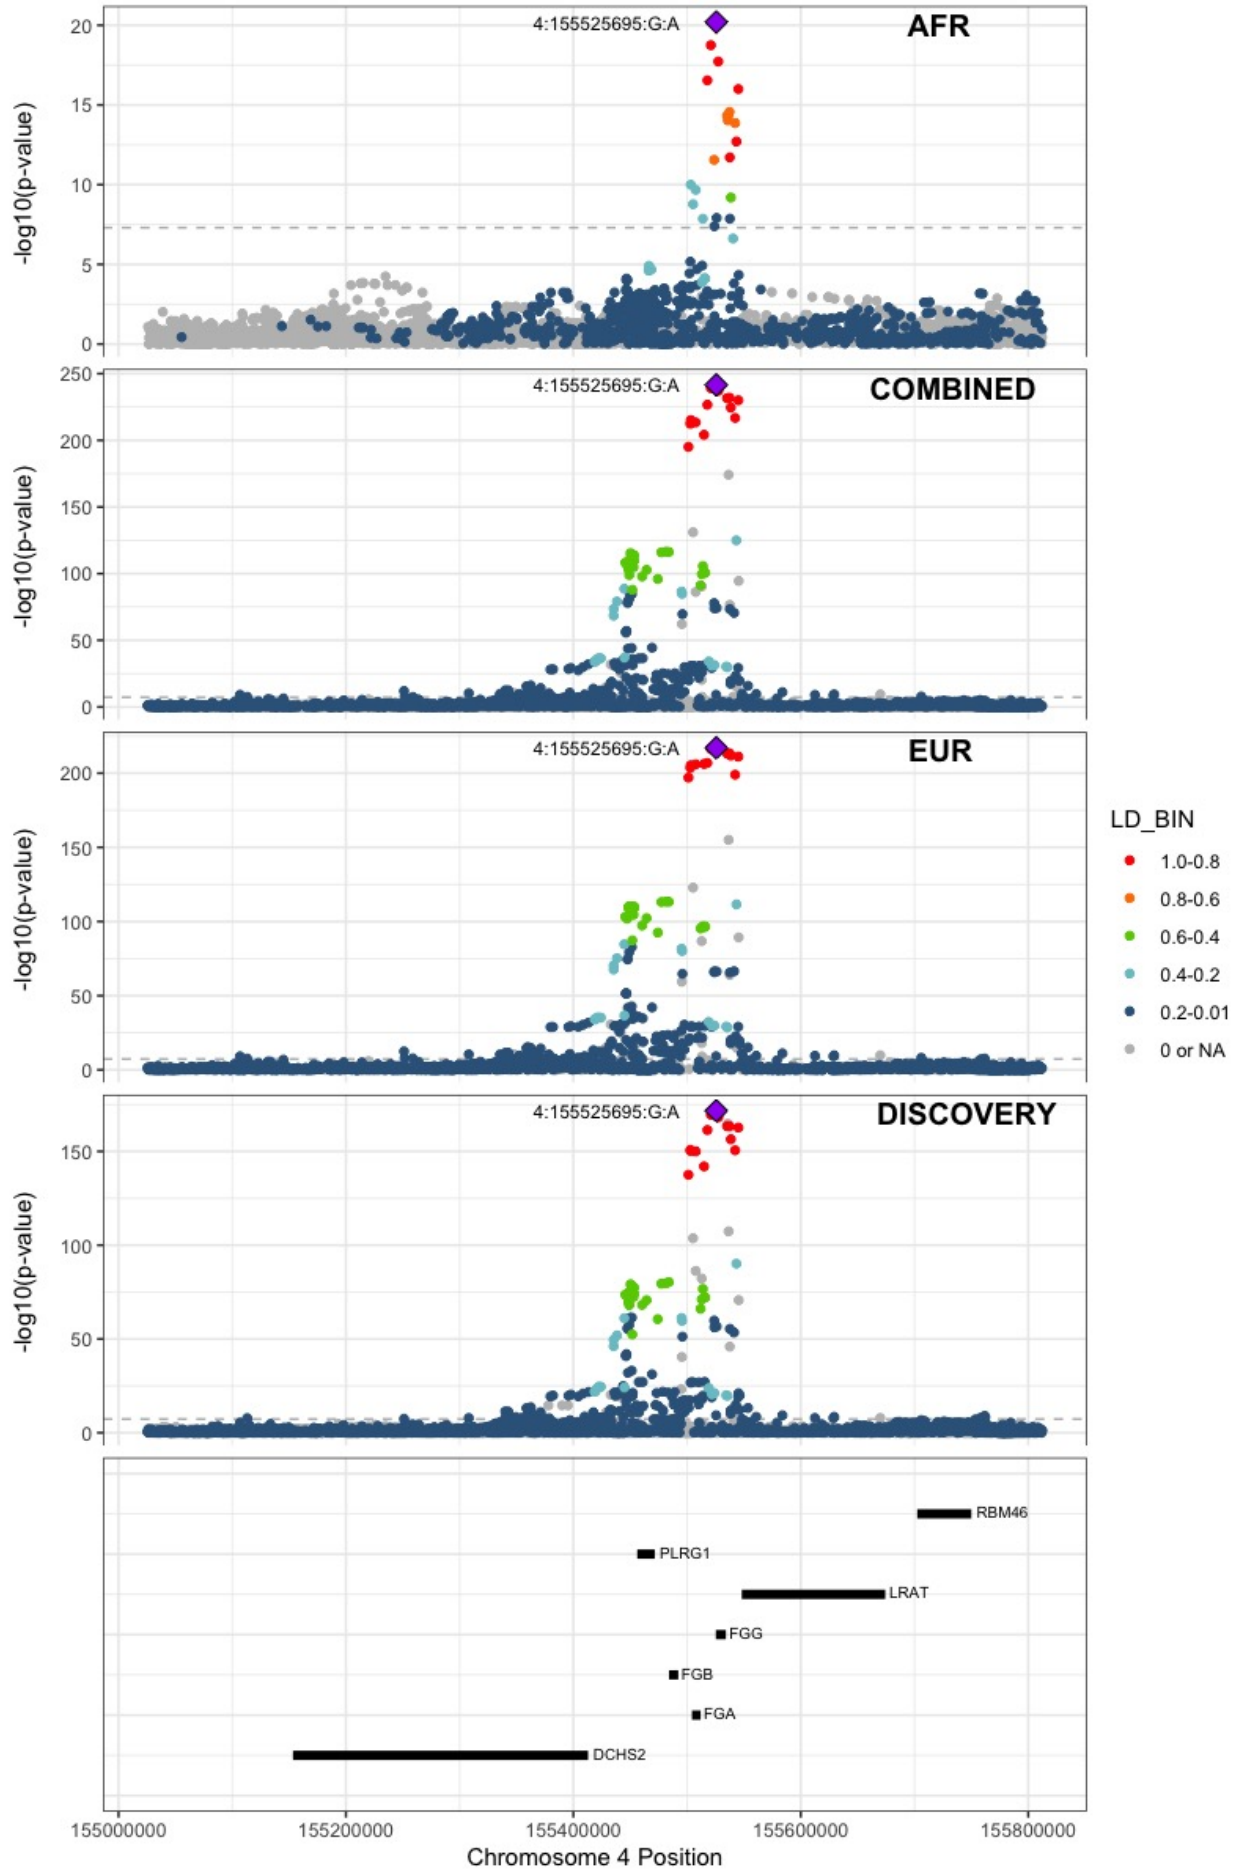 AFR
4:155525695:G:A
20
15
10
5
0
-log10(p-value)
COMBINED
4:155525695:G:A
250
200
150
100
50
0
-log10(p-value)
EUR
4:155525695:G:A
200
150
100
50
0
-log10(p-value)
DISCOVERY
4:155525695:G:A
150
100
50
0
-log10(p-value)
LD_BIN
1.0-0.8
0.8-0.6
0.6-0.4
0.4-0.2
0.2-0.01
0 or NA
RBM46
PLRG1
LRAT
FGG
FGB
FGA
DCHS2
155000000 155200000 155400000 155600000 155800000
Chromosome 4 Position